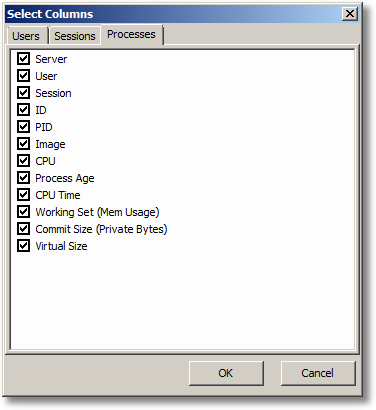 Select Columns
Users Sessions Processes
Server
User
Session
ID
PID
Image
CPU
Process Age
CPU Time
Working Set (Mem Usage)
Commit Size (Private Bytes)
Virtual Size
OK Cancel